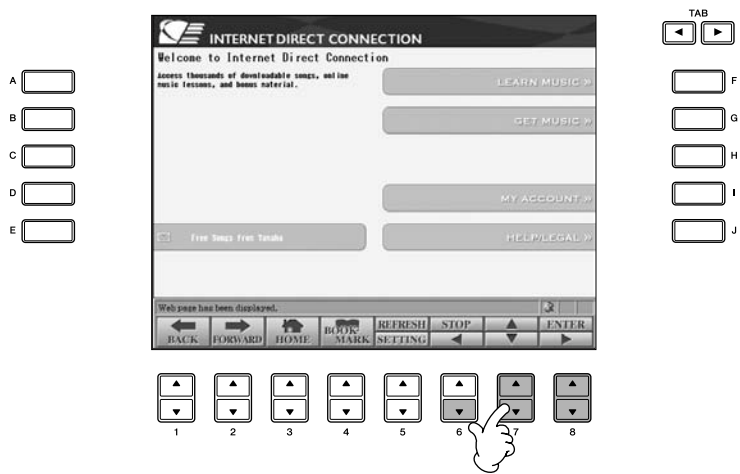 TAB
INTERNET DIRECT CONNECTION
Welcome to Internet Direct Connection
Access thousands of downloadable songs, online
music lessons, and bonus material.
LEARN MUSIC »
GET MUSIC »
MY ACCOUNT »
Free Songs from Yamaha
HELP/LEGAL »
A
B
C
D
E
F
G
H
I
J
Web page has been displayed.
BACK FORWARD HOME BOOK-MARK REFRESH STOP ENTER
SETTING
1 2 3 4 5 6 7 8